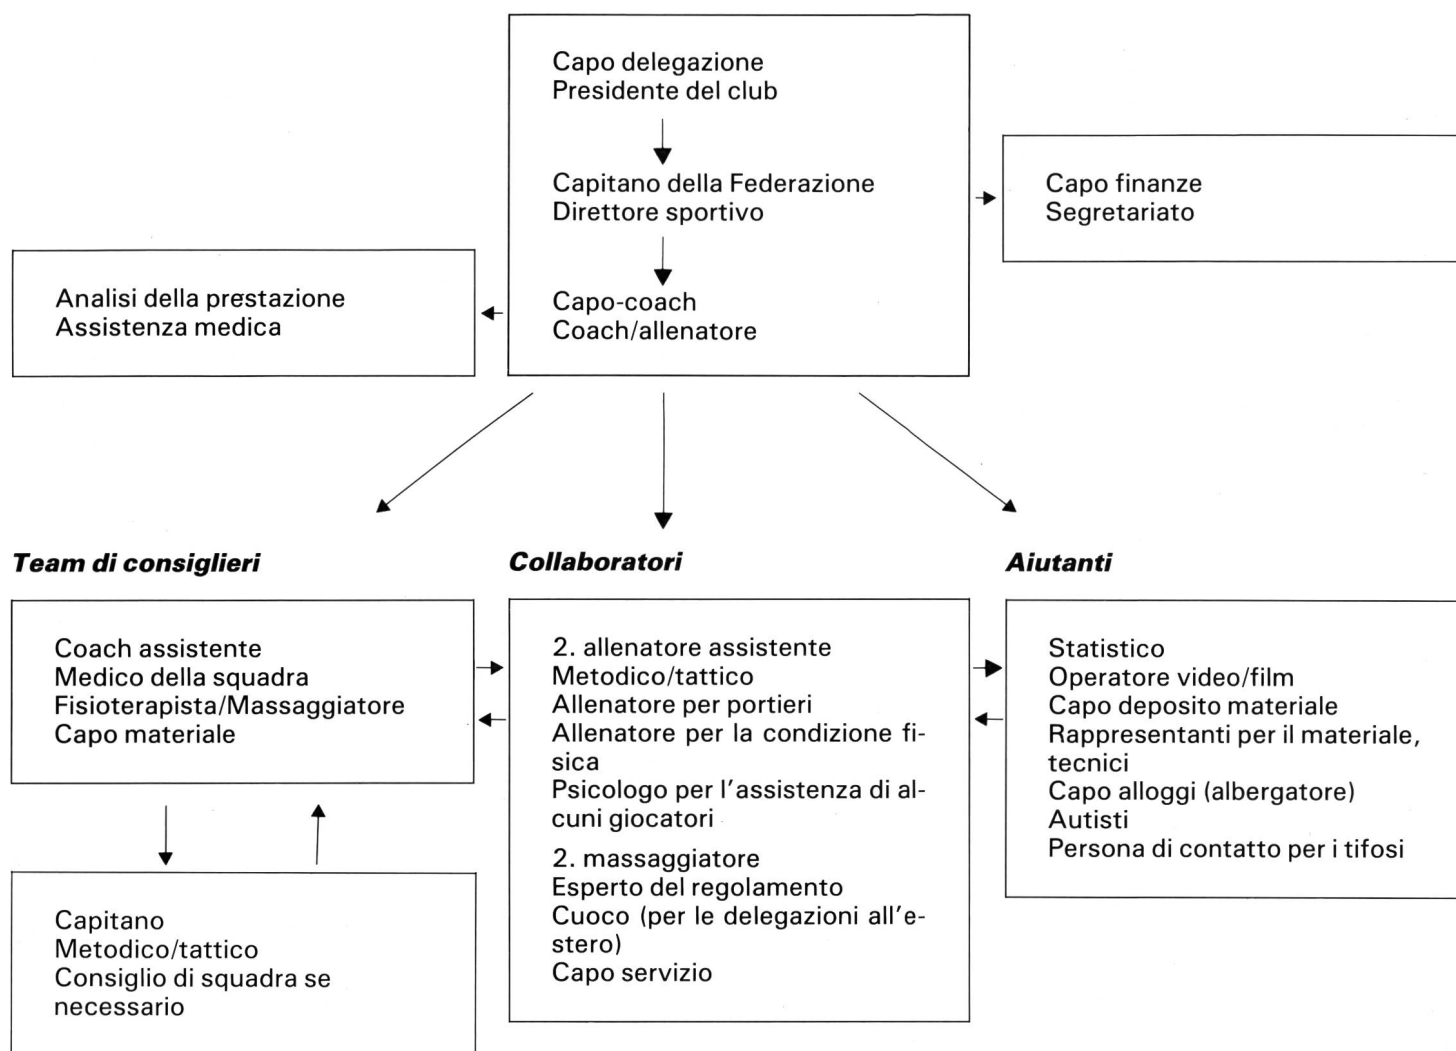 Capo delegazione
Presidente del club
Capitano della Federazione
Direttore sportivo
Capo-coach
Coach/allenatore
Capo finanze
Segretariato
Analisi della prestazione
Assistenza medica
Team di consiglieri
Coach assistente
Medico della squadra
Fisioterapista/Massaggiatore
Capo materiale
Capitano
Metodico/tattico
Consiglio di squadra se
necessario
Collaboratori
2. allenatore assistente
Metodico/tattico
Allenatore per portieri
Allenatore per la condizione fi-
sica
Psicologo per l'assistenza di al-
cuni giocatori
2. massaggiatore
Esperto del regolamento
Cuoco (per le delegazioni all'e-
stero)
Capo servizio
Aiutanti
Statistico
Operatore video/film
Capo deposito materiale
Rappresentanti per il materiale,
tecnici
Capo alloggi (albergatore)
Autisti
Persona di contatto per i tifosi